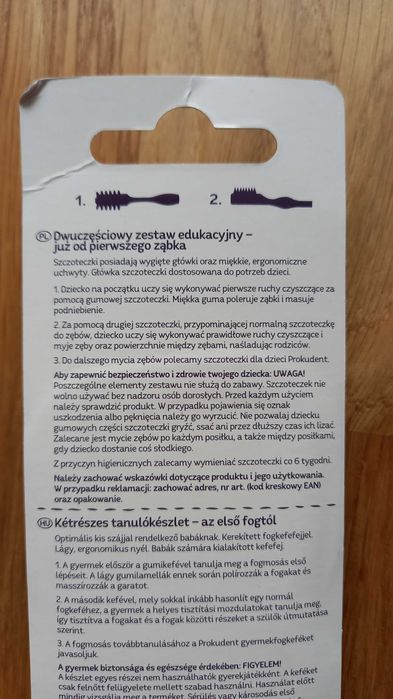 1.
2.
PL Dwuczęściowy zestaw edukacyjny –
już od pierwszego ząbka
Szczoteczki posiadają wygięte główki oraz miękkie, ergonomiczne
uchwyty. Główka szczoteczki dostosowana do potrzeb dzieci.
1. Dziecko na początku uczy się wykonywać pierwsze ruchy czyszczące za
pomocą gumowej szczoteczki. Miękka guma poleruje ząbki i masuje
podniebienie.
2. Za pomocą drugiej szczoteczki, przypominającej normalną szczoteczkę
do zębów, dziecko uczy się wykonywać prawidłowe ruchy czyszczące i
myje zęby oraz powierzchnie między zębami, naśladując rodziców.
3. Do dalszego mycia zębów polecamy szczoteczki dla dzieci Prokudent.
Aby zapewnić bezpieczeństwo i zdrowie twojego dziecka: UWAGA!
Poszczególne elementy zestawu nie służą do zabawy. Szczoteczek nie
wolno używać bez nadzoru osób dorosłych. Przed każdym użyciem
należy sprawdzić produkt. W przypadku pojawienia się oznak
uszkodzenia albo pęknięcia należy go wyrzucić. Nie pozwalaj dziecku
gumowych części szczoteczki gryźć, ssać ani przez dłuższy czas ich lizać.
Zalecane jest mycie zębów po każdym posiłku, a także między posiłkami,
gdy dziecko dostanie coś słodkiego.
Z przyczyn higienicznych zalecamy wymieniać szczoteczki co 6 tygodni.
Należy zachować wskazówki dotyczące produktu i jego użytkowania.
W przypadku reklamacji: zachować adres, nr art. (kod kreskowy EAN)
oraz opakowanie.
HU Kétrészes tanulókészlet – az első fogtól
Optimális kis szájjal rendelkező babáknak. Kerekített fogkefefejjel.
Lágy, ergonomikus nyél. Babák számára kialakított kefefej.
1. A gyermek először a gumikefével tanulja meg a fogmosás első
lépéseit. A lágy gumilamellák ennek során polírozzák a fogakat és
masszírozzák a garatot.
2. A második kefével, mely sokkal inkább hasonlít egy normál
fogkeféhez, a gyermek a helyes tisztítási mozdulatokat tanulja meg,
így tisztítva a fogakat és a fogak közötti részeket a szülők útmutatása
szerint.
3. A fogmosás továbbtanulásához a Prokudent gyermekfogkeféket
javasoljuk.
A gyermek biztonsága és egészsége érdekében: FIGYELEM!
A készlet egyes részei nem használhatók gyerekjátékként. A keféket
csak felnőtt felügyelete mellett szabad használni. Használat előtt
mindig vizsgálja meg a terméket. Sérülés vagy károsodás első